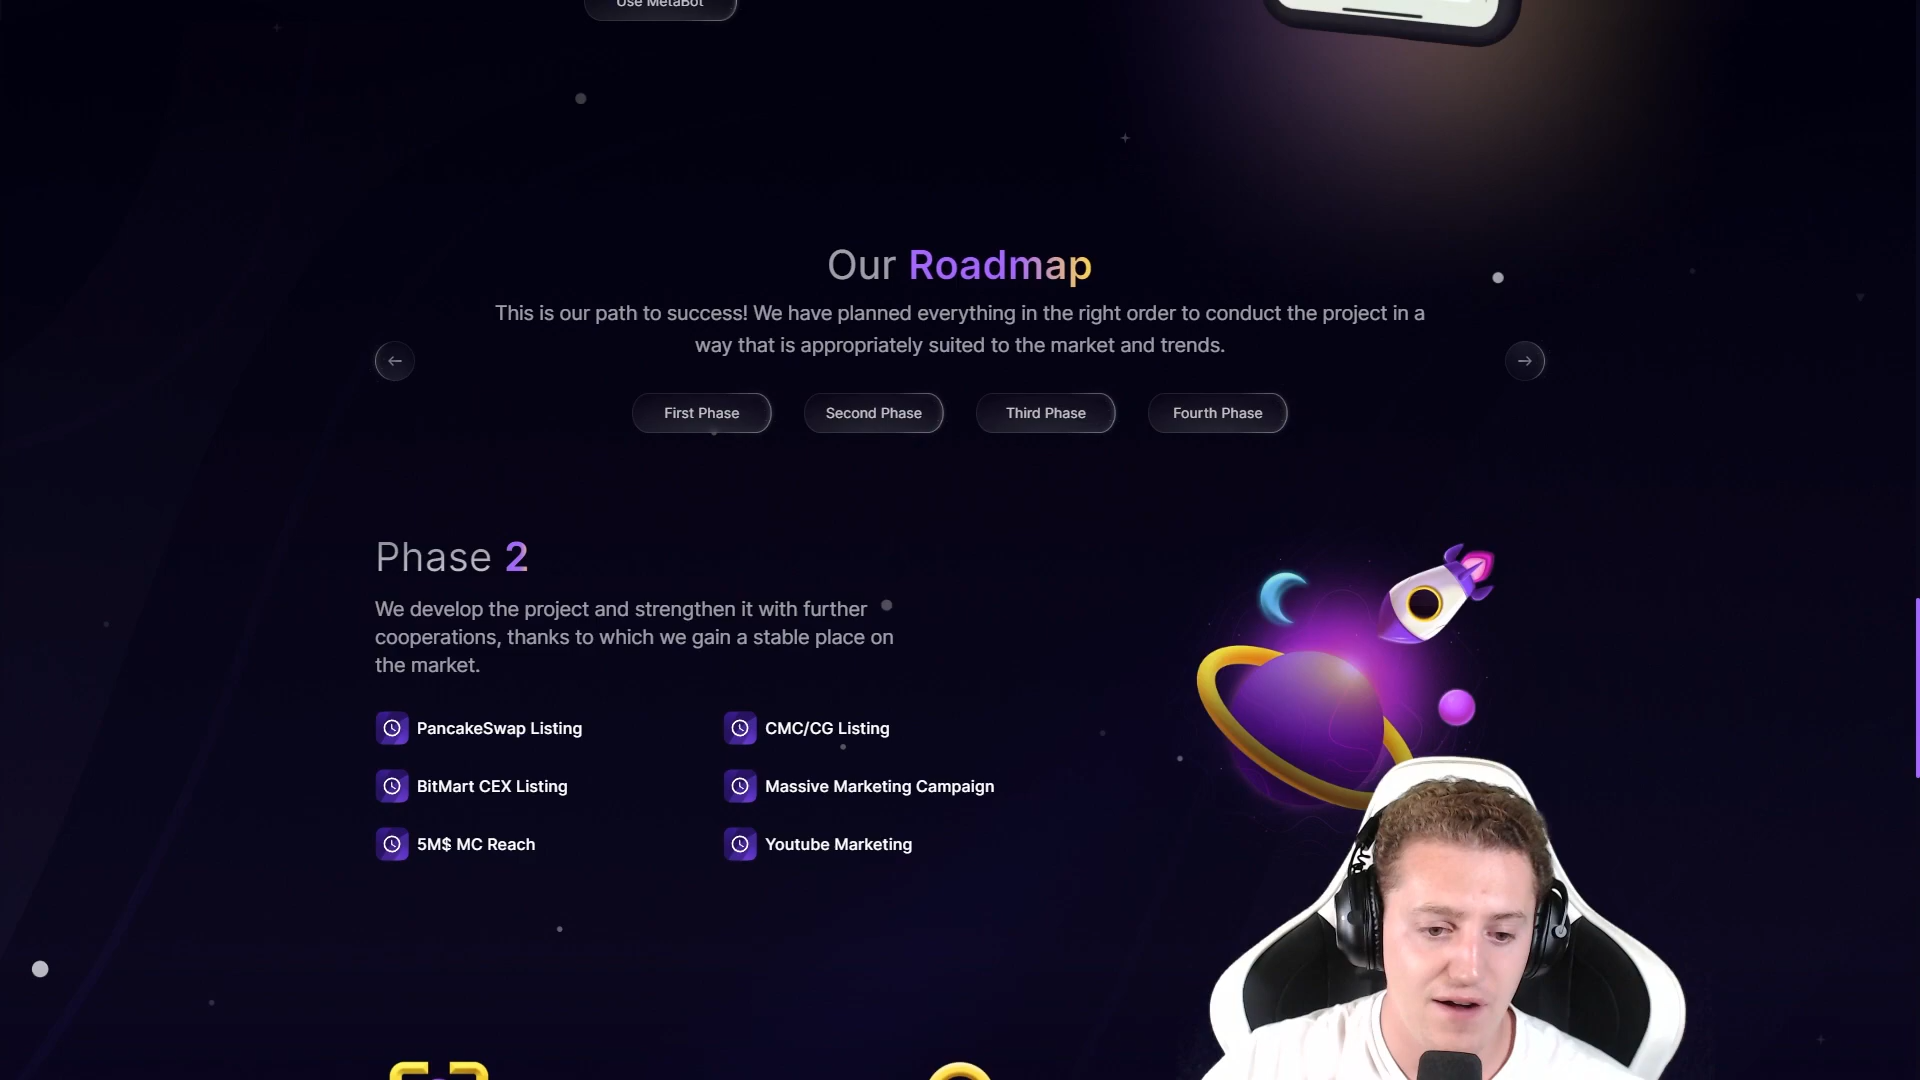 Use MetaBot
Our Roadmap
This is our path to success! We have planned everything in the right order to conduct the project in a
way that is appropriately suited to the market and trends.
First Phase
Second Phase
Third Phase
Fourth Phase
Phase 2
We develop the project and strengthen it with further
cooperations, thanks to which we gain a stable place on
the market.
PancakeSwap Listing
CMC/CG Listing
BitMart CEX Listing
Massive Marketing Campaign
5M$ MC Reach
Youtube Marketing